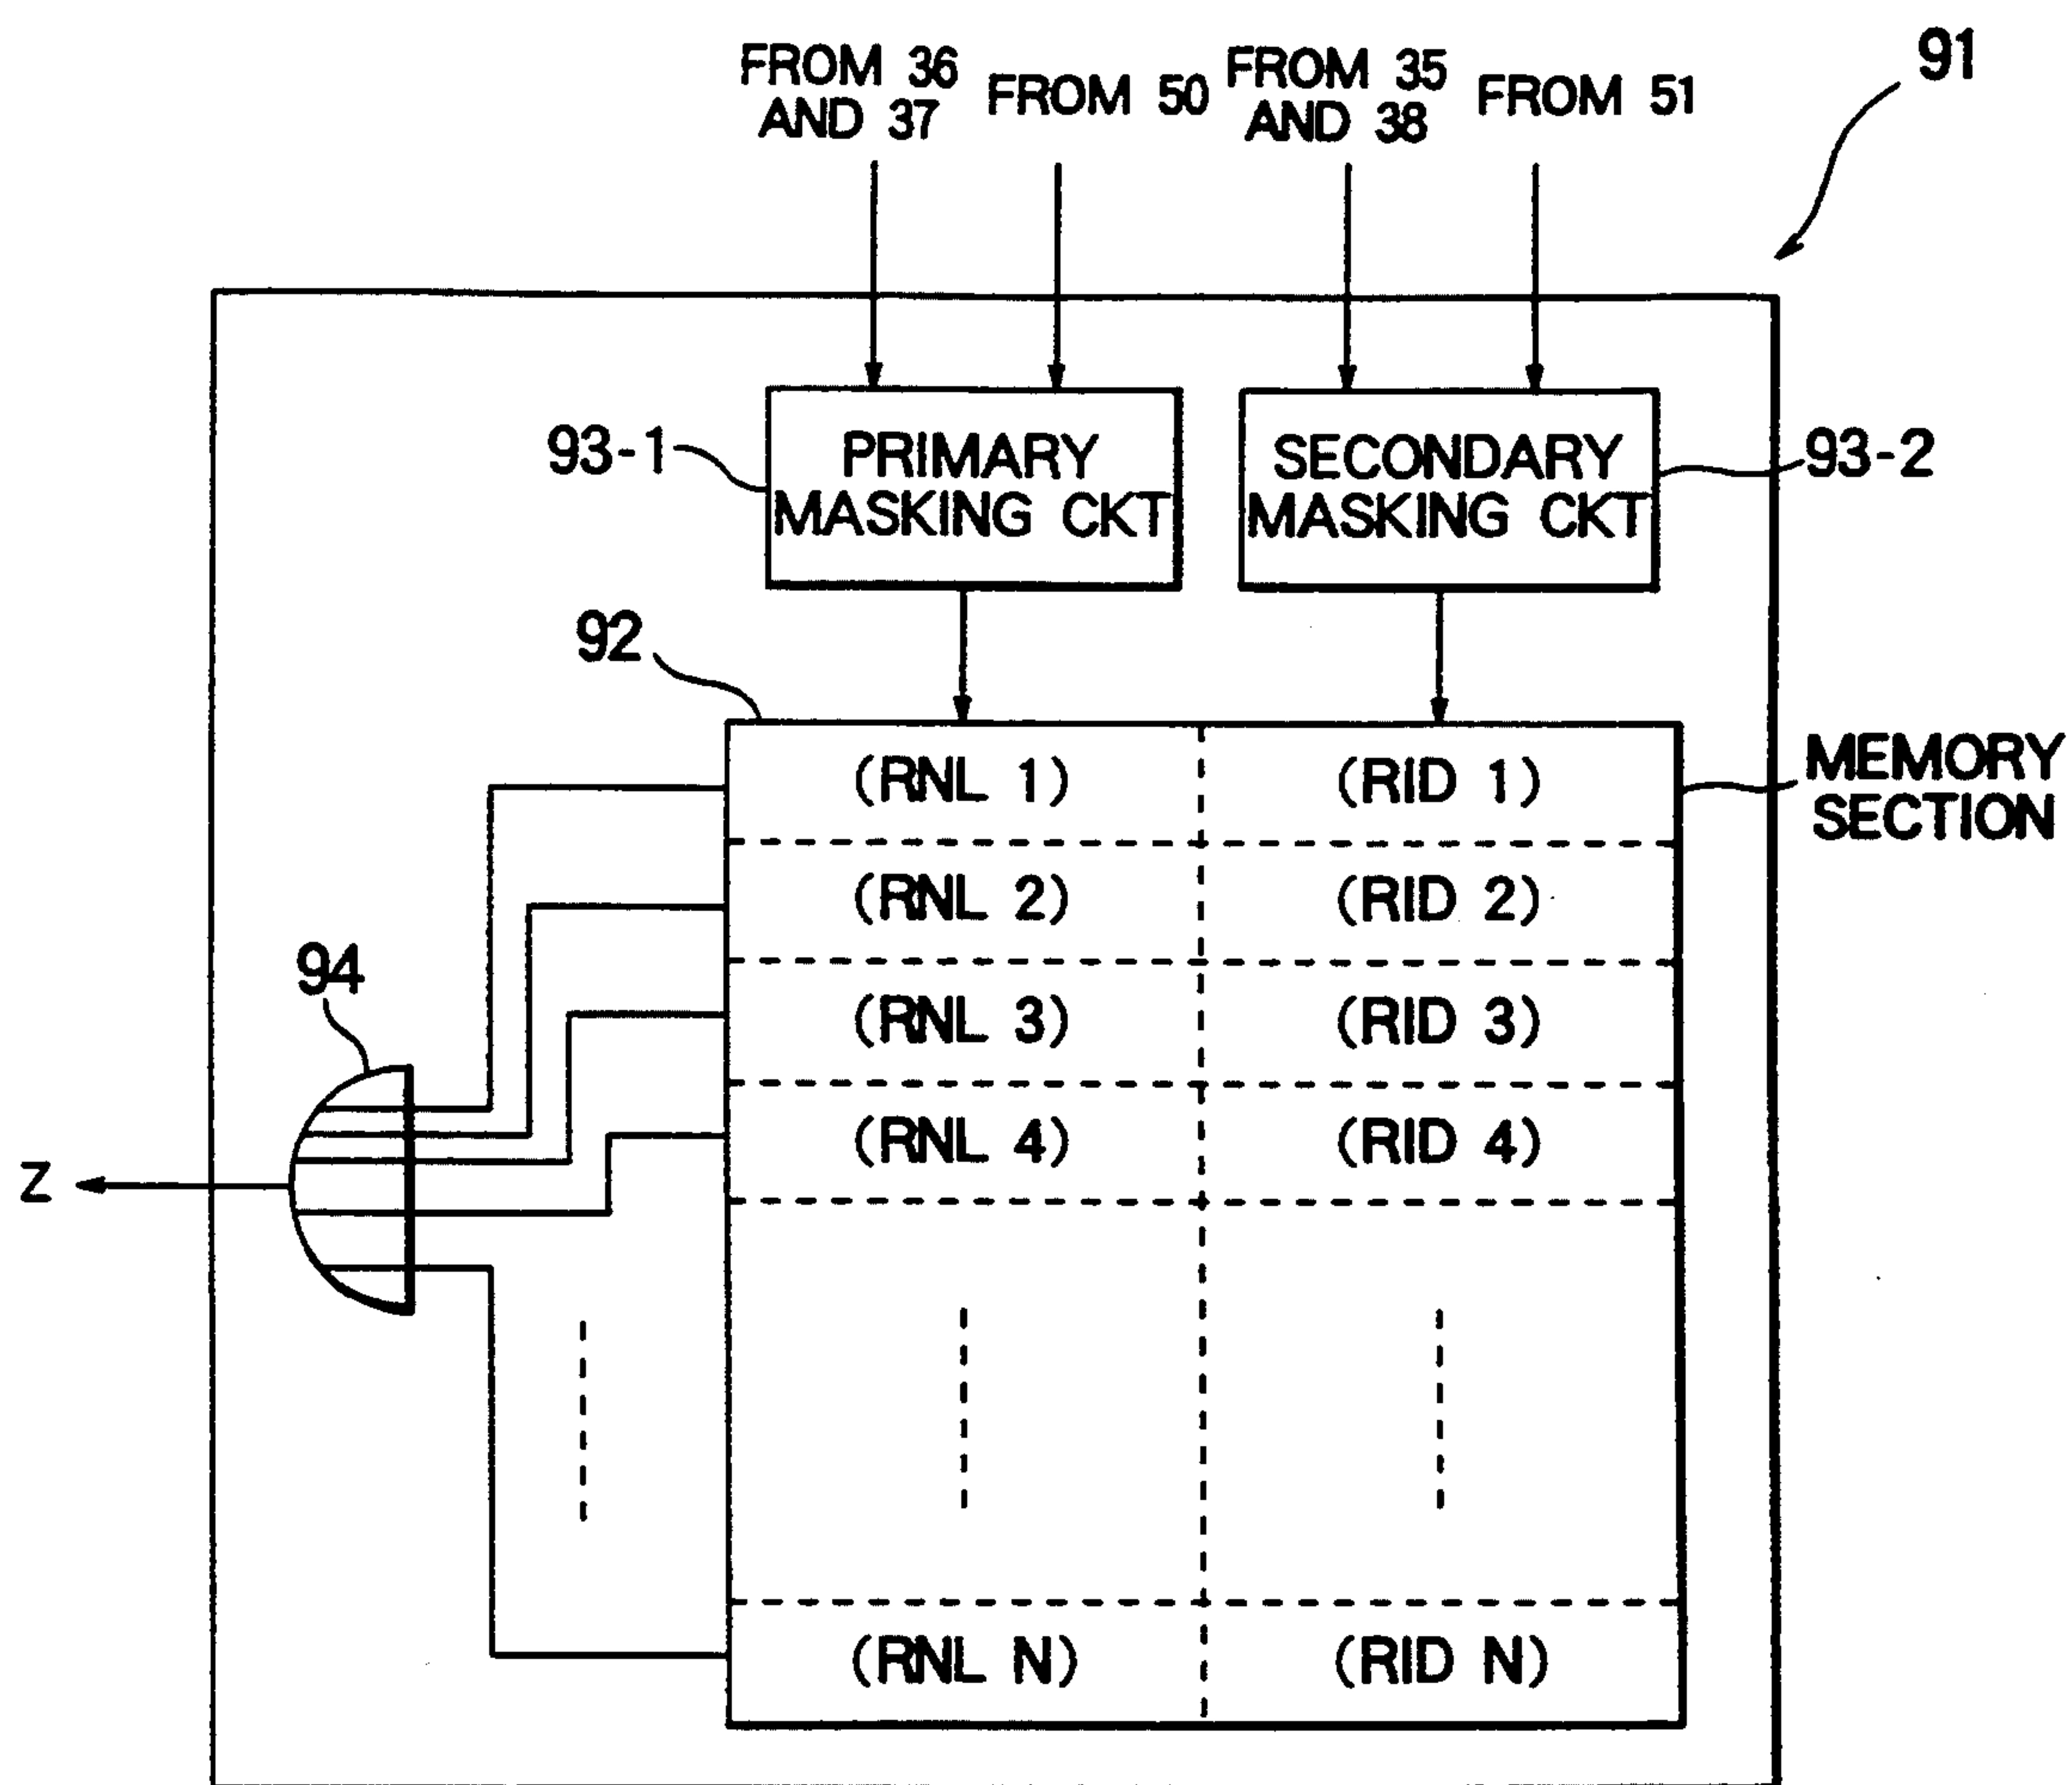 91
FROM 36
AND 37
FROM 50
FROM 35
AND 38
FROM 51
93-1
PRIMARY
MASKING CKT
SECONDARY
MASKING CKT
93-2
92
MEMORY
SECTION
(RNL 1)
(RID 1)
(RNL 2)
(RID 2)
(RNL 3)
(RID 3)
(RNL 4)
(RID 4)
94
Z
(RNL N)
(RID N)